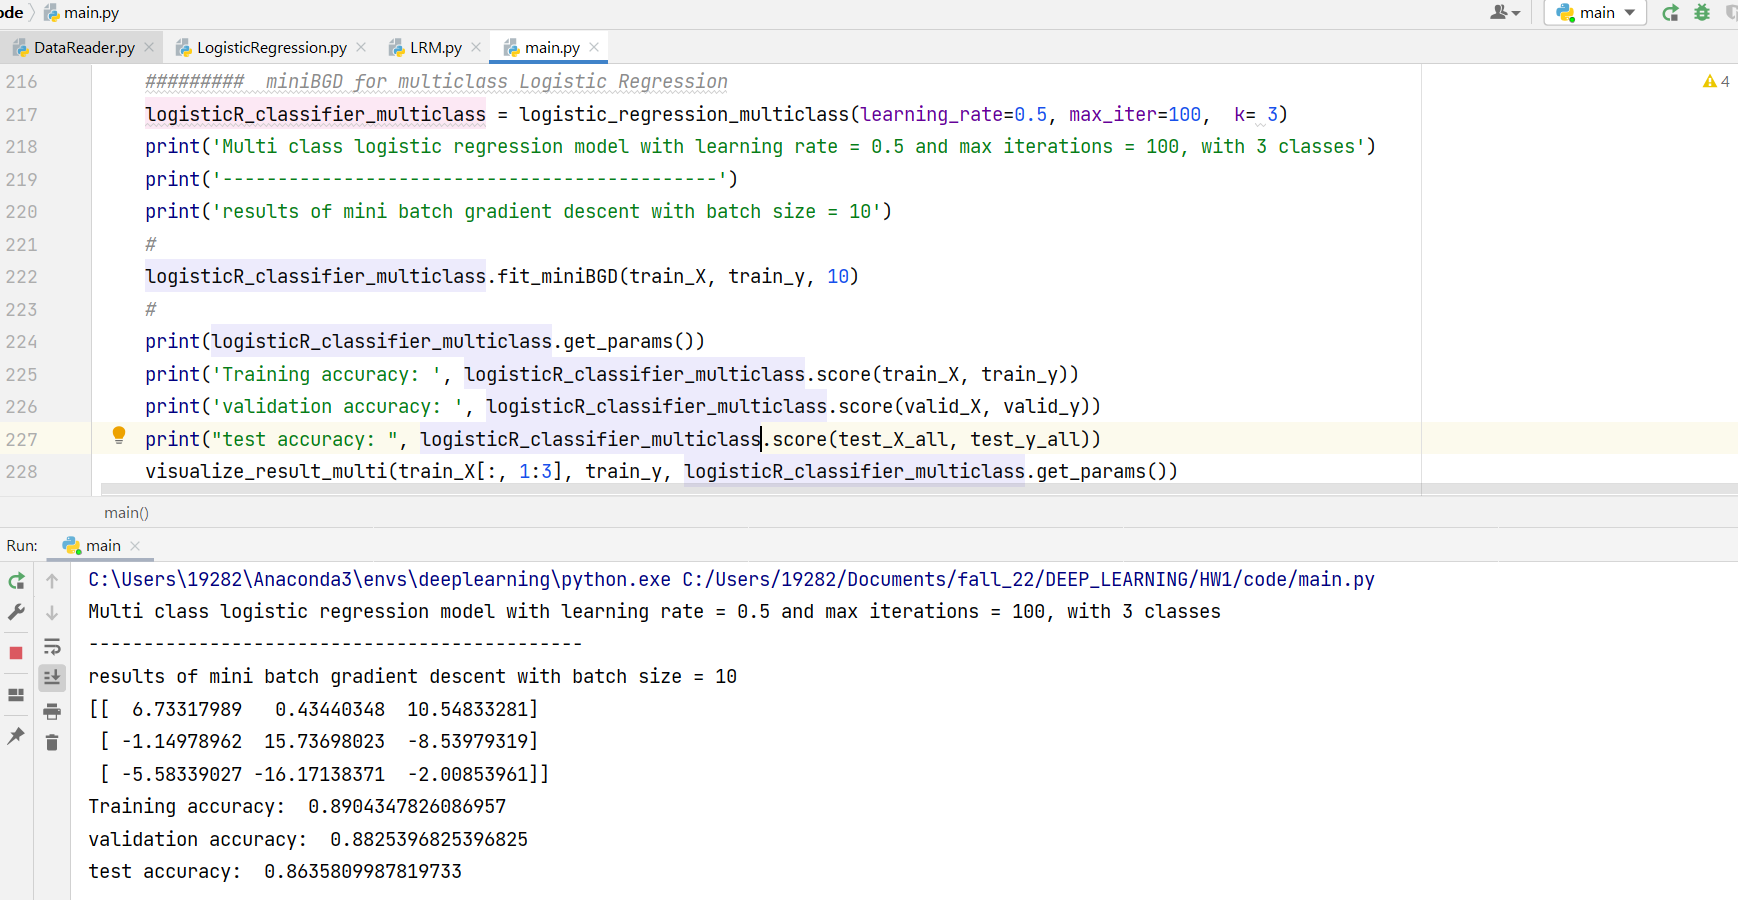 ode main.py main
DataReader.py LogisticRegression.py LRM.py main.py
216 ######### miniBGD for multiclass Logistic Regression 4
217 logisticR_classifier_multiclass = logistic_regression_multiclass(learning_rate=0.5, max_iter=100,  k= 3)
218 print('Multi class logistic regression model with learning rate = 0.5 and max iterations = 100, with 3 classes')
219 print('---------------------------------------------')
220 print('results of mini batch gradient descent with batch size = 10')
221 #
222 logisticR_classifier_multiclass.fit_miniBGD(train_X, train_y, 10)
223 #
224 print(logisticR_classifier_multiclass.get_params())
225 print('Training accuracy: ', logisticR_classifier_multiclass.score(train_X, train_y))
226 print('validation accuracy: ', logisticR_classifier_multiclass.score(valid_X, valid_y))
227 print("test accuracy: ", logisticR_classifier_multiclass.score(test_X_all, test_y_all))
228 visualize_result_multi(train_X[:, 1:3], train_y, logisticR_classifier_multiclass.get_params())
main()
Run: main
C:\Users\19282\Anaconda3\envs\deeplearning\python.exe C:/Users/19282/Documents/fall_22/DEEP_LEARNING/HW1/code/main.py
Multi class logistic regression model with learning rate = 0.5 and max iterations = 100, with 3 classes
---------------------------------------------
results of mini batch gradient descent with batch size = 10
[[  6.73317989   0.43440348  10.54833281]
 [ -1.14978962  15.73698023  -8.53979319]
 [ -5.58339027 -16.17138371  -2.00853961]]
Training accuracy:  0.8904347826086957
validation accuracy:  0.8825396825396825
test accuracy:  0.8635809987819733